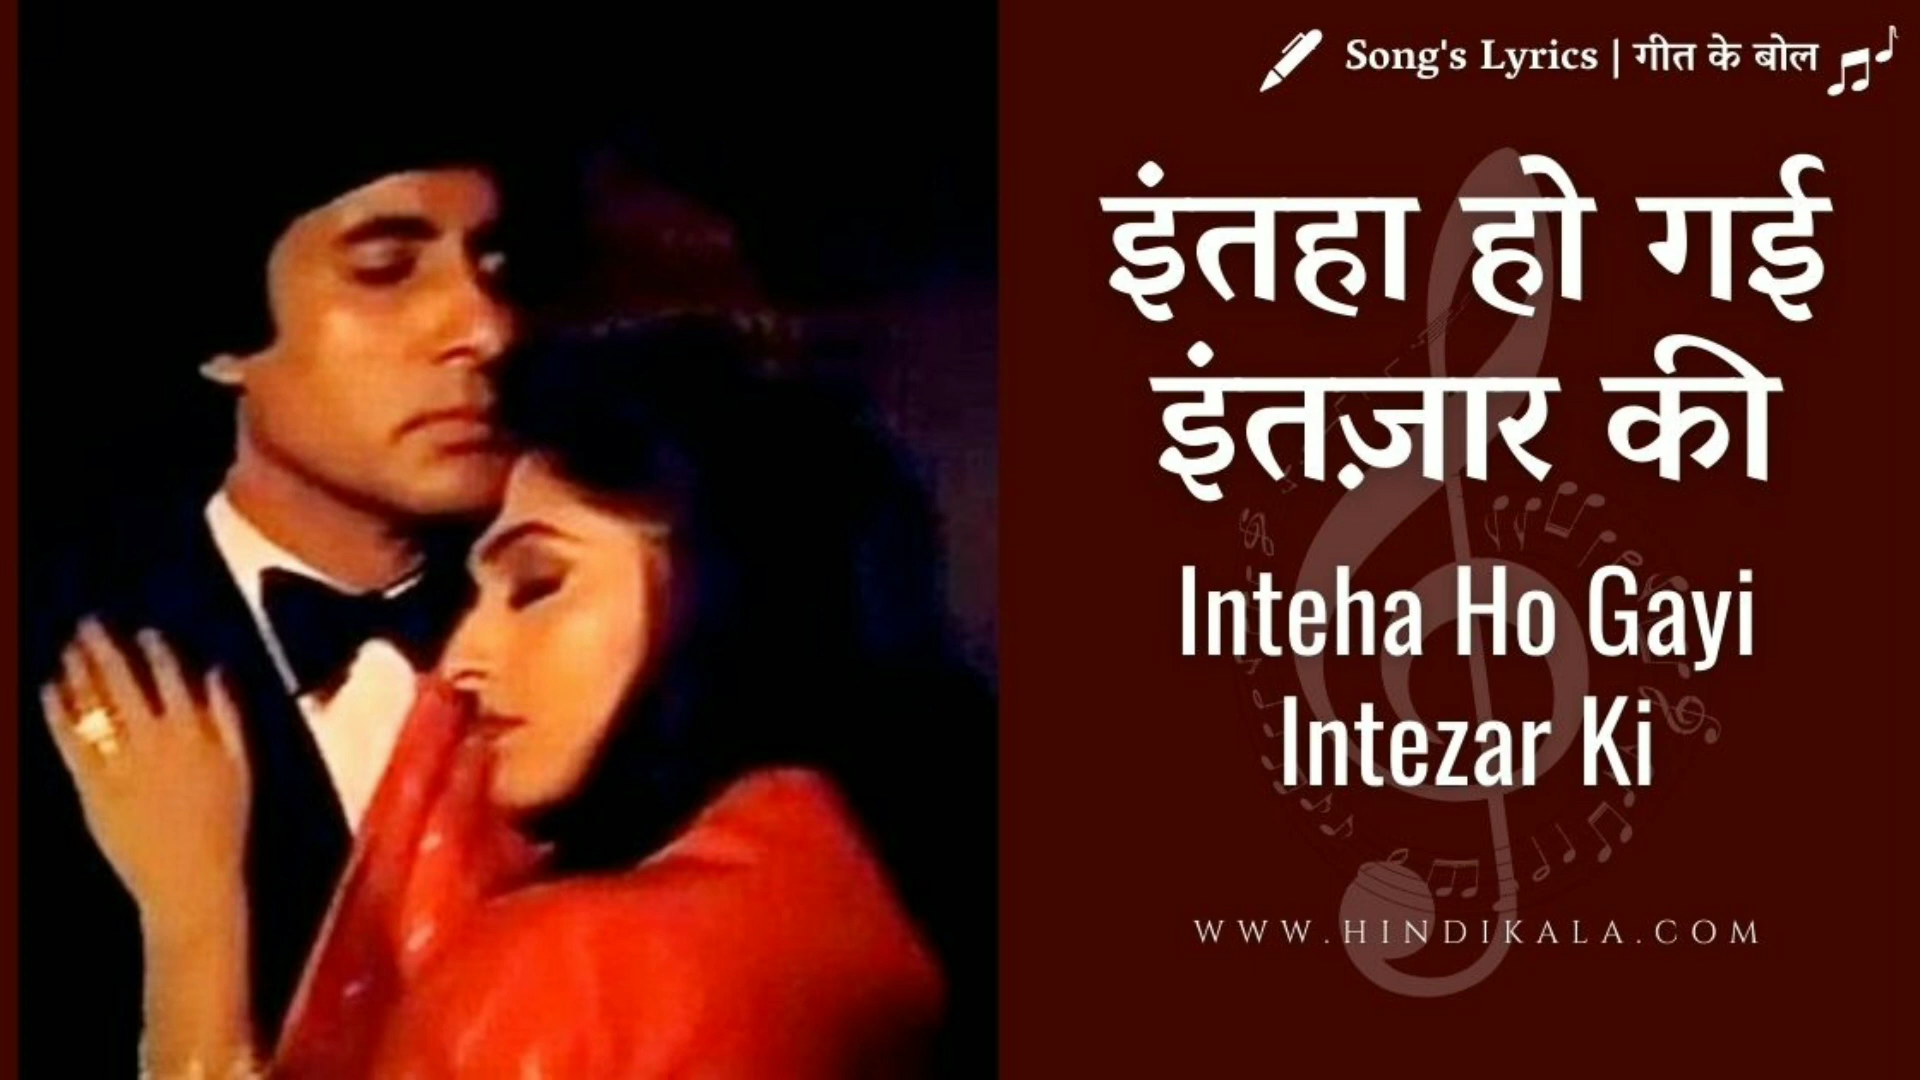 Song's Lyrics | गीत के बोल
इंतहा हो गई
इंतज़ार की
Inteha Ho Gayi
Intezar Ki
WWW.HINDIKALA.COM